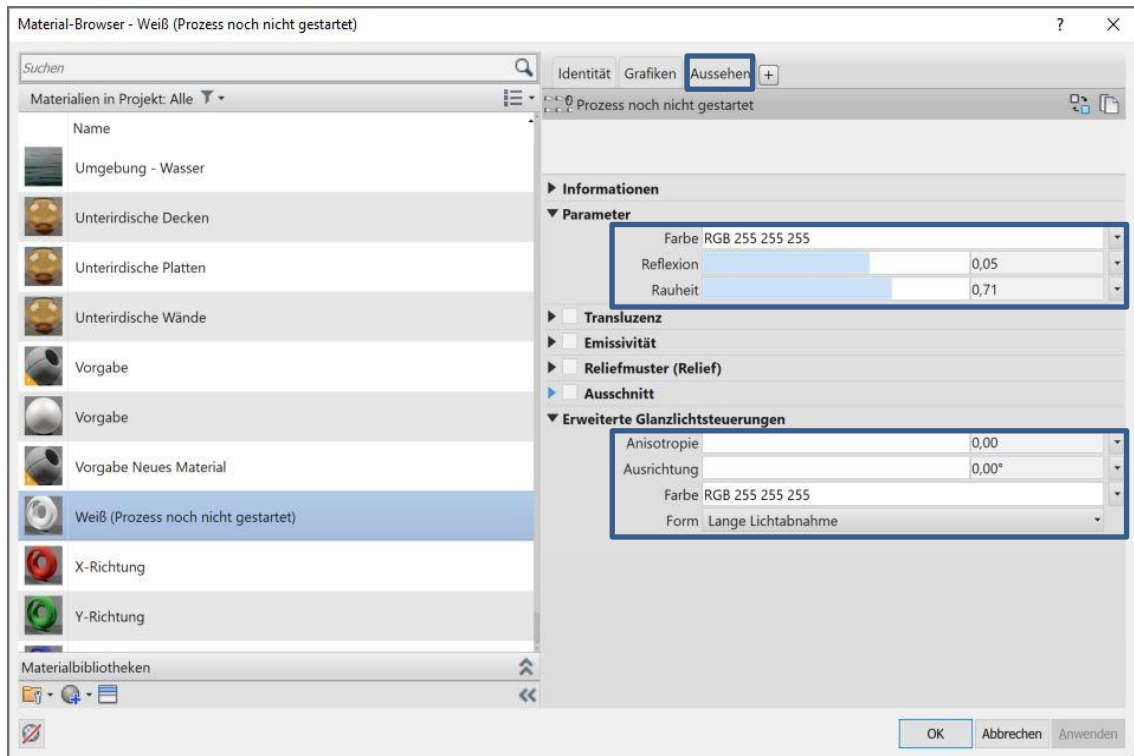 Material-Browser - Weiß (Prozess noch nicht gestartet)
?
Suchen
Materialien in Projekt: Alle
Name
Umgebung - Wasser
Unterirdische Decken
Unterirdische Platten
Unterirdische Wände
Vorgabe
Vorgabe
Vorgabe Neues Material
Weiß (Prozess noch nicht gestartet)
X-Richtung
Y-Richtung
Materialbibliotheken
Identität Grafiken Aussehen +
0 Prozess noch nicht gestartet
Informationen
Parameter
Farbe RGB 255 255 255
Reflexion 0,05
Rauheit 0,71
Transluzenz
Emissivität
Reliefmuster (Relief)
Ausschnitt
Erweiterte Glanzlichtsteuerungen
Anisotropie 0,00
Ausrichtung 0,00°
Farbe RGB 255 255 255
Form Lange Lichtabnahme
OK Abbrechen Anwenden